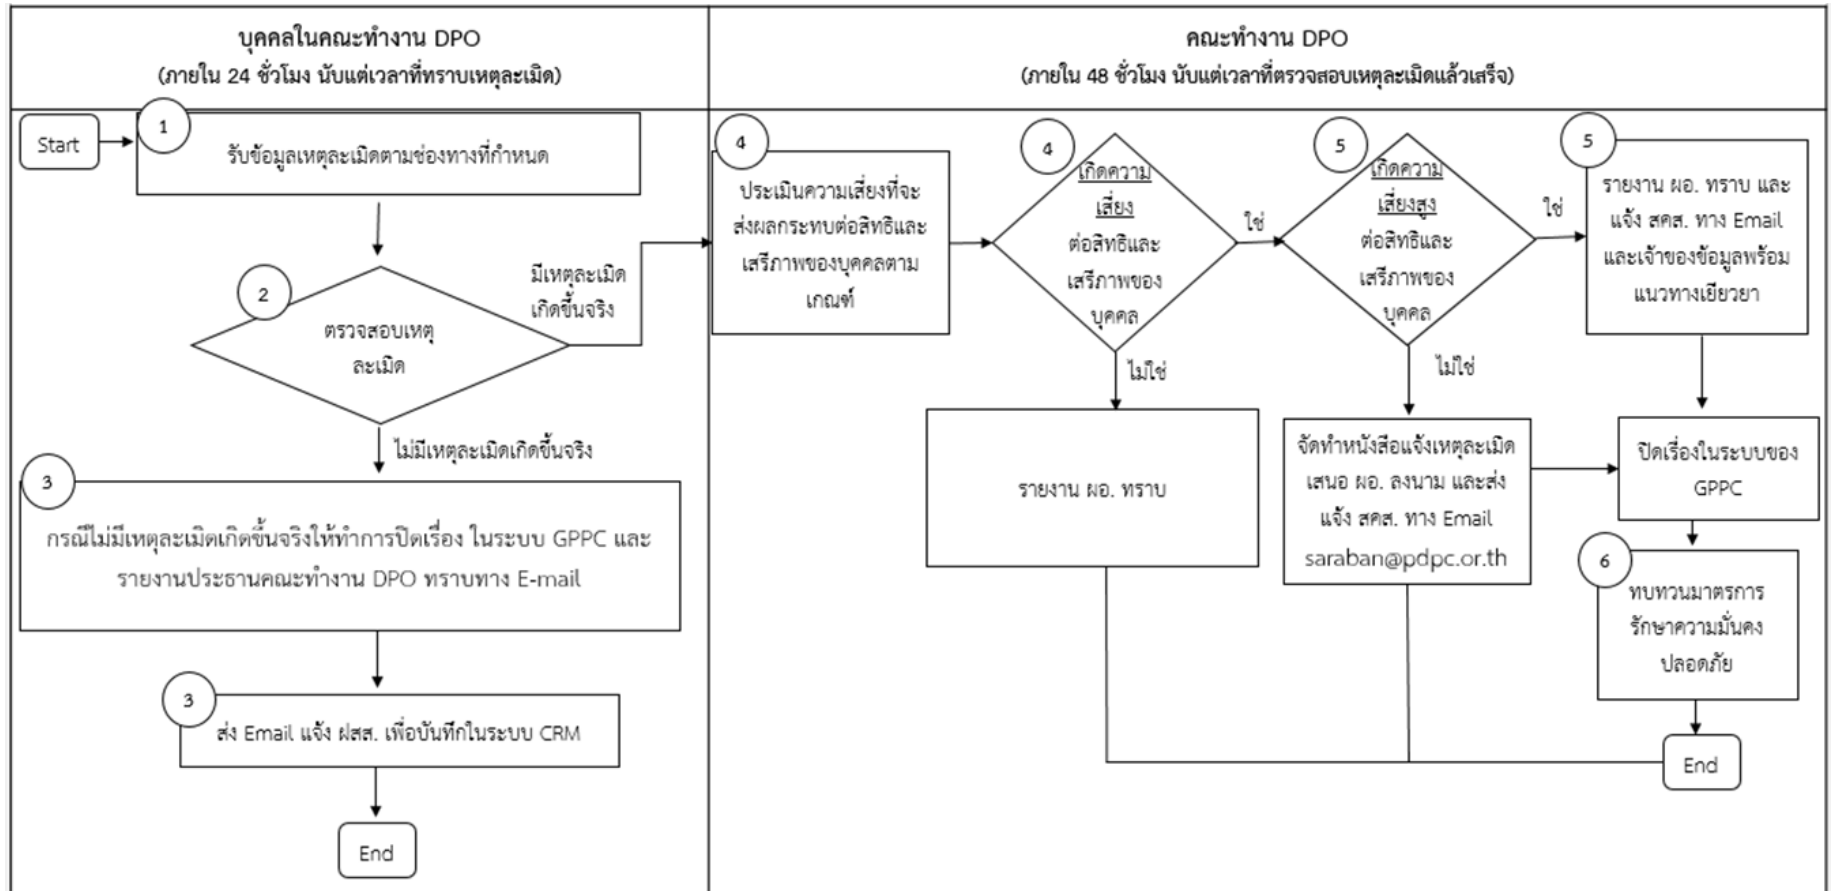 บุคคลในคณะทำงาน DPO
(ภายใน 24 ชั่วโมง นับแต่เวลาที่ทราบเหตุละเมิด)
คณะทำงาน DPO
(ภายใน 48 ชั่วโมง นับแต่เวลาที่ตรวจสอบเหตุละเมิดแล้วเสร็จ)
Start
1
รับข้อมูลเหตุละเมิดตามช่องทางที่กำหนด
2
ตรวจสอบเหตุ
ละเมิด
มีเหตุละเมิด
เกิดขึ้นจริง
ไม่มีเหตุละเมิดเกิดขึ้นจริง
3
กรณีไม่มีเหตุละเมิดเกิดขึ้นจริงให้ทำการปิดเรื่อง ในระบบ GPPC และ
รายงานประธานคณะทำงาน DPO ทราบทาง E-mail
3
ส่ง Email แจ้ง ฝสส. เพื่อบันทึกในระบบ CRM
End
4
ประเมินความเสี่ยงที่จะ
ส่งผลกระทบต่อสิทธิและ
เสรีภาพของบุคคลตาม
เกณฑ์
4
เกิดความ
เสี่ยง
ต่อสิทธิและ
เสรีภาพของ
บุคคล
ใช่
ไม่ใช่
รายงาน ผอ. ทราบ
5
เกิดความ
เสี่ยงสูง
ต่อสิทธิและ
เสรีภาพของ
บุคคล
ใช่
ไม่ใช่
จัดทำหนังสือแจ้งเหตุละเมิด
เสนอ ผอ. ลงนาม และส่ง
แจ้ง สคส. ทาง Email
saraban@pdpc.or.th
5
รายงาน ผอ. ทราบ และ
แจ้ง สคส. ทาง Email
และเจ้าของข้อมูลพร้อม
แนวทางเยียวยา
ปิดเรื่องในระบบของ
GPPC
6
ทบทวนมาตรการ
รักษาความมั่นคง
ปลอดภัย
End